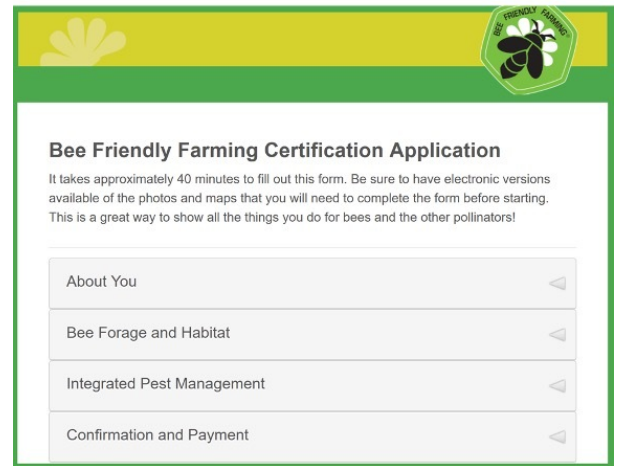 BEE FRIENDLY FARMING
Bee Friendly Farming Certification Application
It takes approximately 40 minutes to fill out this form. Be sure to have electronic versions
available of the photos and maps that you will need to complete the form before starting.
This is a great way to show all the things you do for bees and the other pollinators!
About You
Bee Forage and Habitat
Integrated Pest Management
Confirmation and Payment